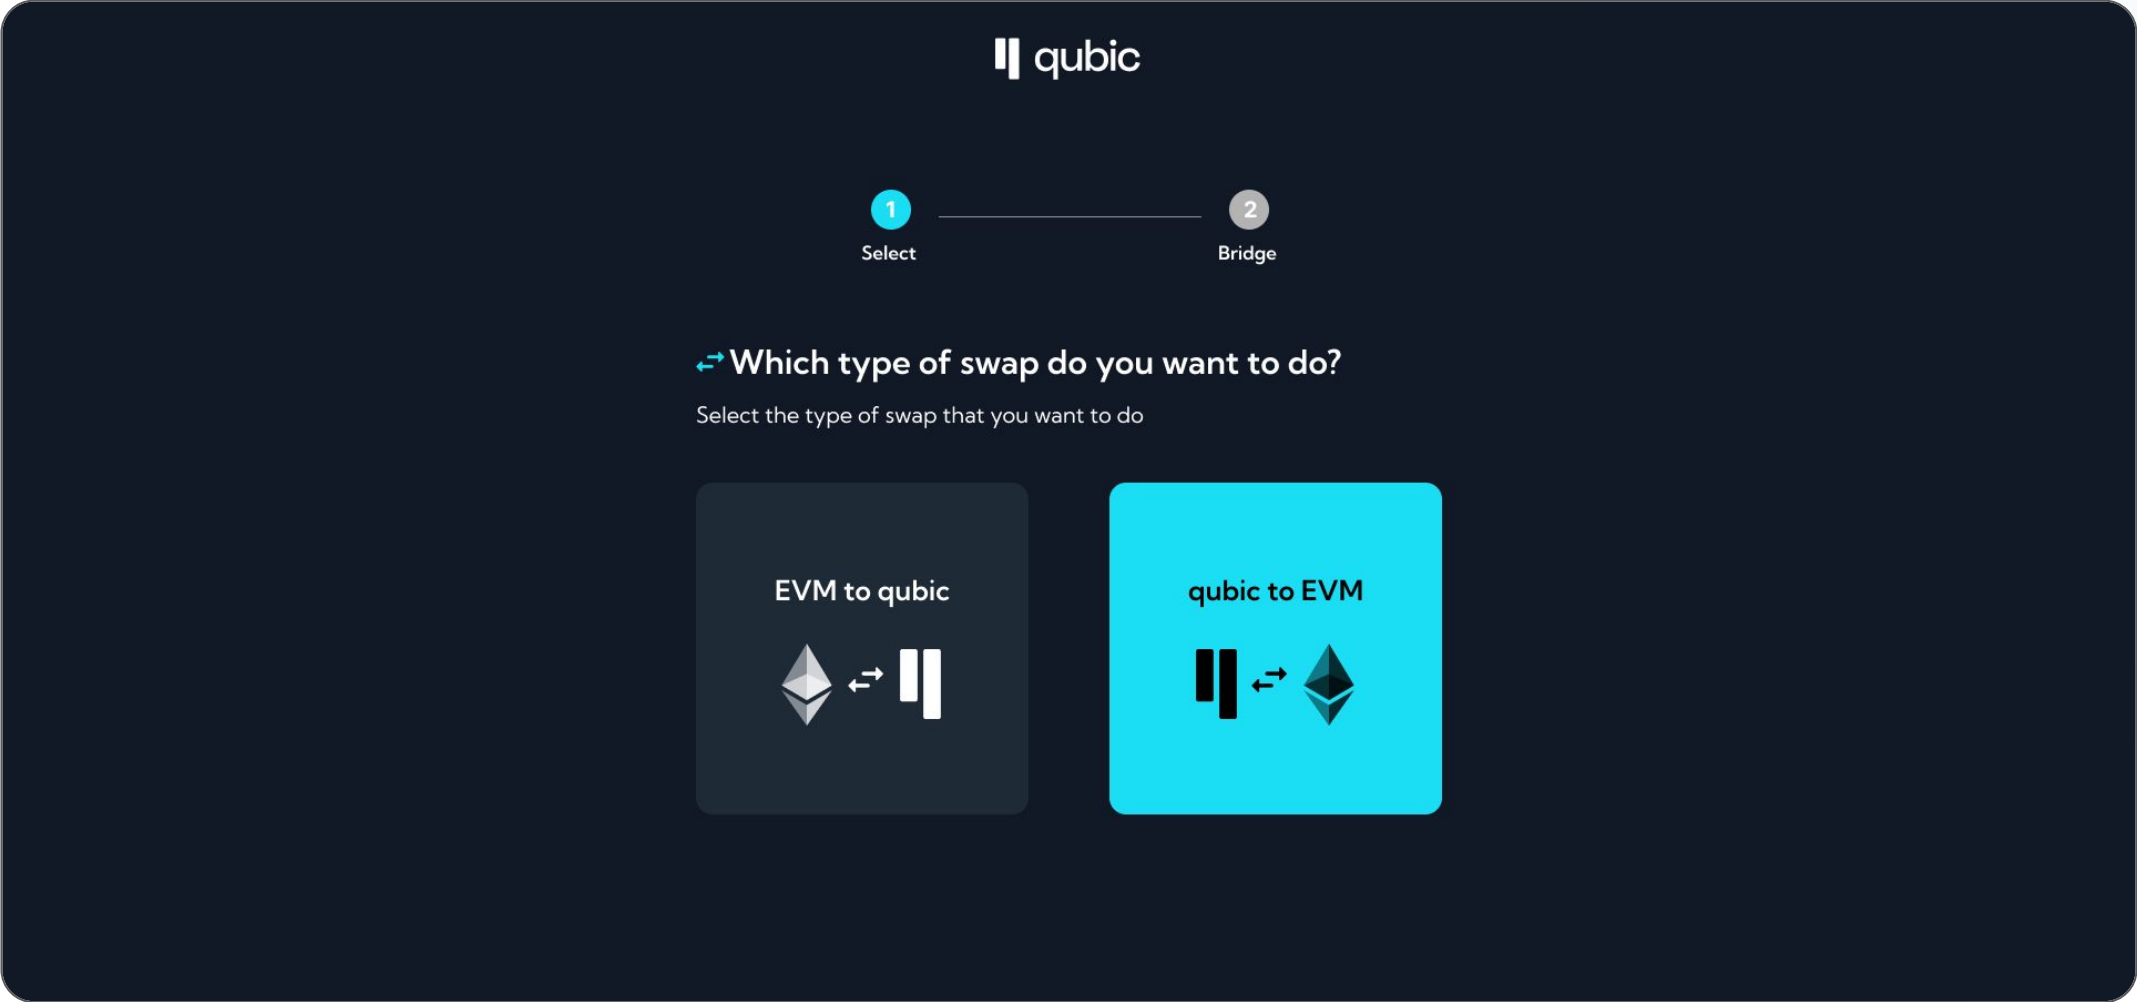 qubic
1
2
Select
Bridge
Which type of swap do you want to do?
Select the type of swap that you want to do
EVM to qubic
qubic to EVM